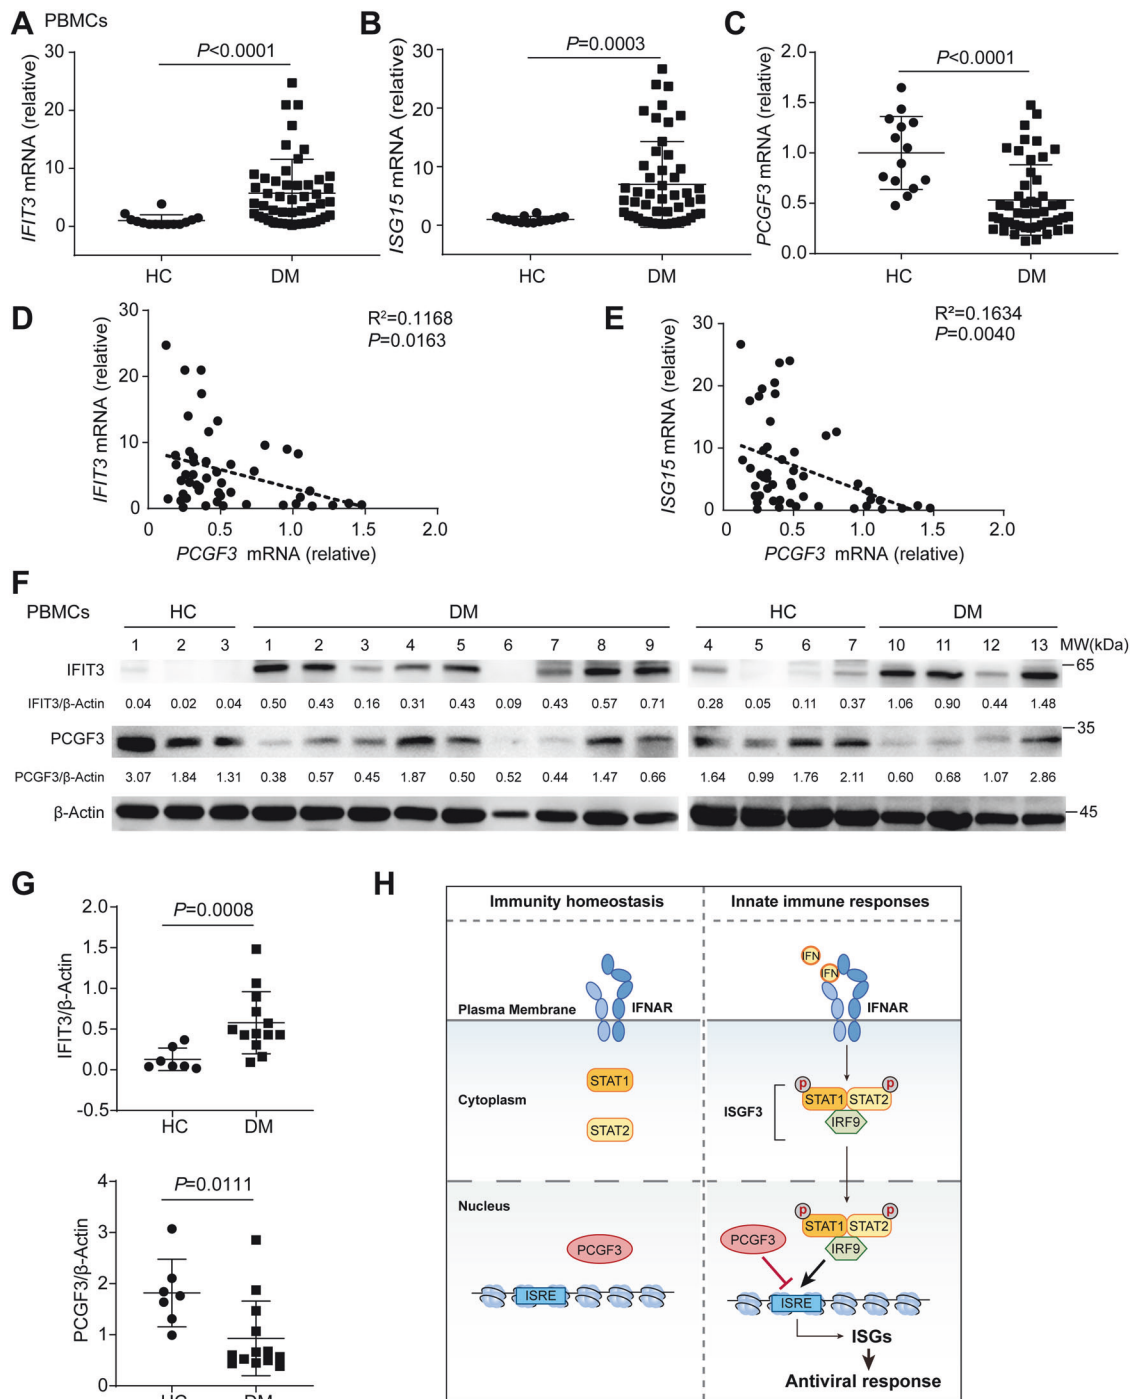 A PBMCs
IFIT3 mRNA (relative)
30
20
10
0
P<0.0001
HC DM
B
ISG15 mRNA (relative)
30
20
10
0
P=0.0003
HC DM
C
PCGF3 mRNA (relative)
2.0
1.5
1.0
0.5
0.0
P<0.0001
HC DM
D
IFIT3 mRNA (relative)
30
20
10
0
R²=0.1168
P=0.0163
0 0.5 1.0 1.5 2.0
PCGF3 mRNA (relative)
E
ISG15 mRNA (relative)
30
20
10
0
R²=0.1634
P=0.0040
0 0.5 1.0 1.5 2.0
PCGF3 mRNA (relative)
F
PBMCs HC DM HC DM
1 2 3 1 2 3 4 5 6 7 8 9 4 5 6 7 10 11 12 13 MW(kDa)
IFIT3 65
IFIT3/β-Actin 0.04 0.02 0.04 0.50 0.43 0.16 0.31 0.43 0.09 0.43 0.57 0.71 0.28 0.05 0.11 0.37 1.06 0.90 0.44 1.48
PCGF3 35
PCGF3/β-Actin 3.07 1.84 1.31 0.38 0.57 0.45 1.87 0.50 0.52 0.44 1.47 0.66 1.64 0.99 1.76 2.11 0.60 0.68 1.07 2.86
β-Actin 45
G
IFIT3/β-Actin
2.0
1.5
1.0
0.5
0.0
-0.5
P=0.0008
HC DM
PCGF3/β-Actin
4
3
2
1
0
P=0.0111
H
Immunity homeostasis Innate immune responses
IFN
IFN
Plasma Membrane IFNAR IFNAR
Cytoplasm
STAT1
STAT2
ISGF3
p p
STAT1 STAT2
IRF9
Nucleus
PCGF3
ISRE
p p
STAT1 STAT2
PCGF3
IRF9
ISRE
ISGs
Antiviral response